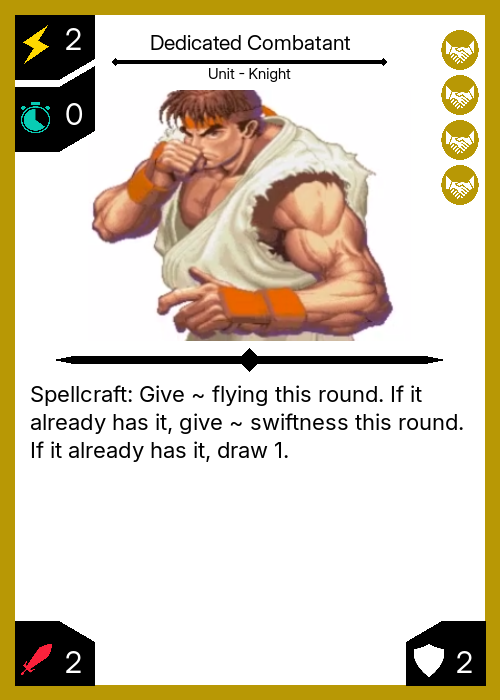 2
Dedicated Combatant
Unit - Knight
0
Spellcraft: Give ~ flying this round. If it
already has it, give ~ swiftness this round.
If it already has it, draw 1.
2
2